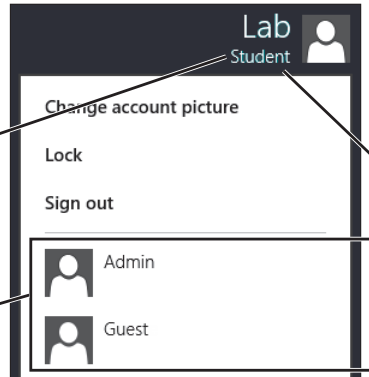 Lab
Student
Change account picture
Lock
Sign out
Admin
Guest